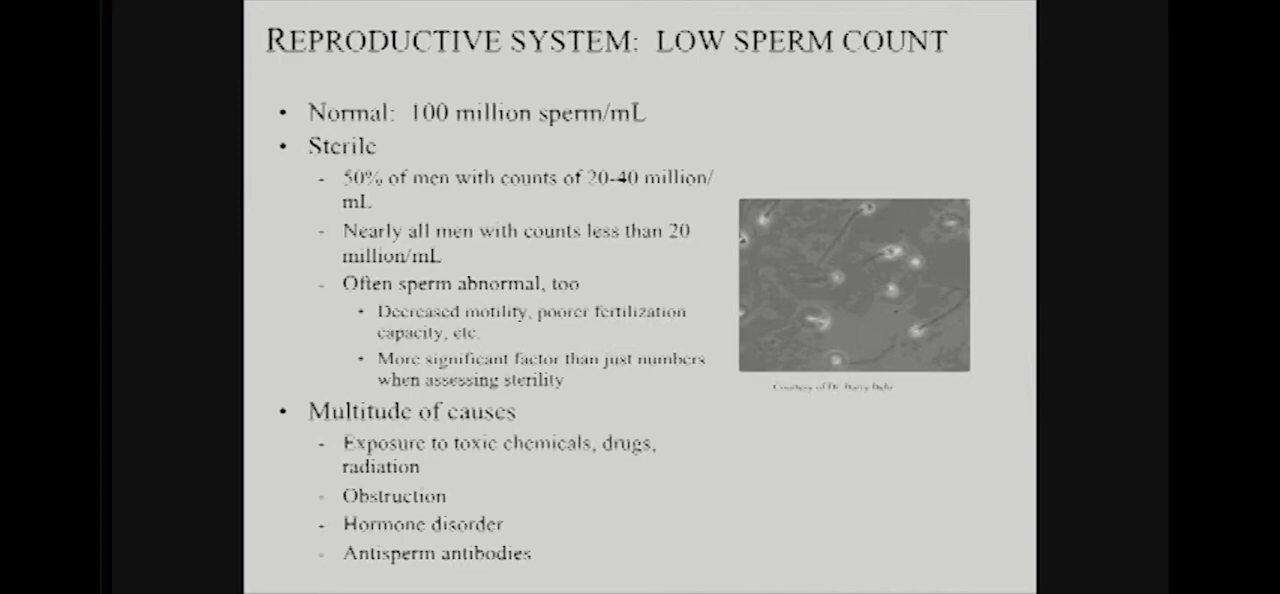 REPRODUCTIVE SYSTEM: LOW SPERM COUNT
• Normal: 100 million sperm/mL
• Sterile
- 50% of men with counts of 20-40 million/
mL
- Nearly all men with counts less than 20
million/mL
- Often sperm abnormal, too
• Decreased motility, poorer fertilization
capacity, etc.
• More significant factor than just numbers
when assessing sterility
Courtesy of Dr.
• Multitude of causes
- Exposure to toxic chemicals, drugs,
radiation
- Obstruction
- Hormone disorder
- Antisperm antibodies